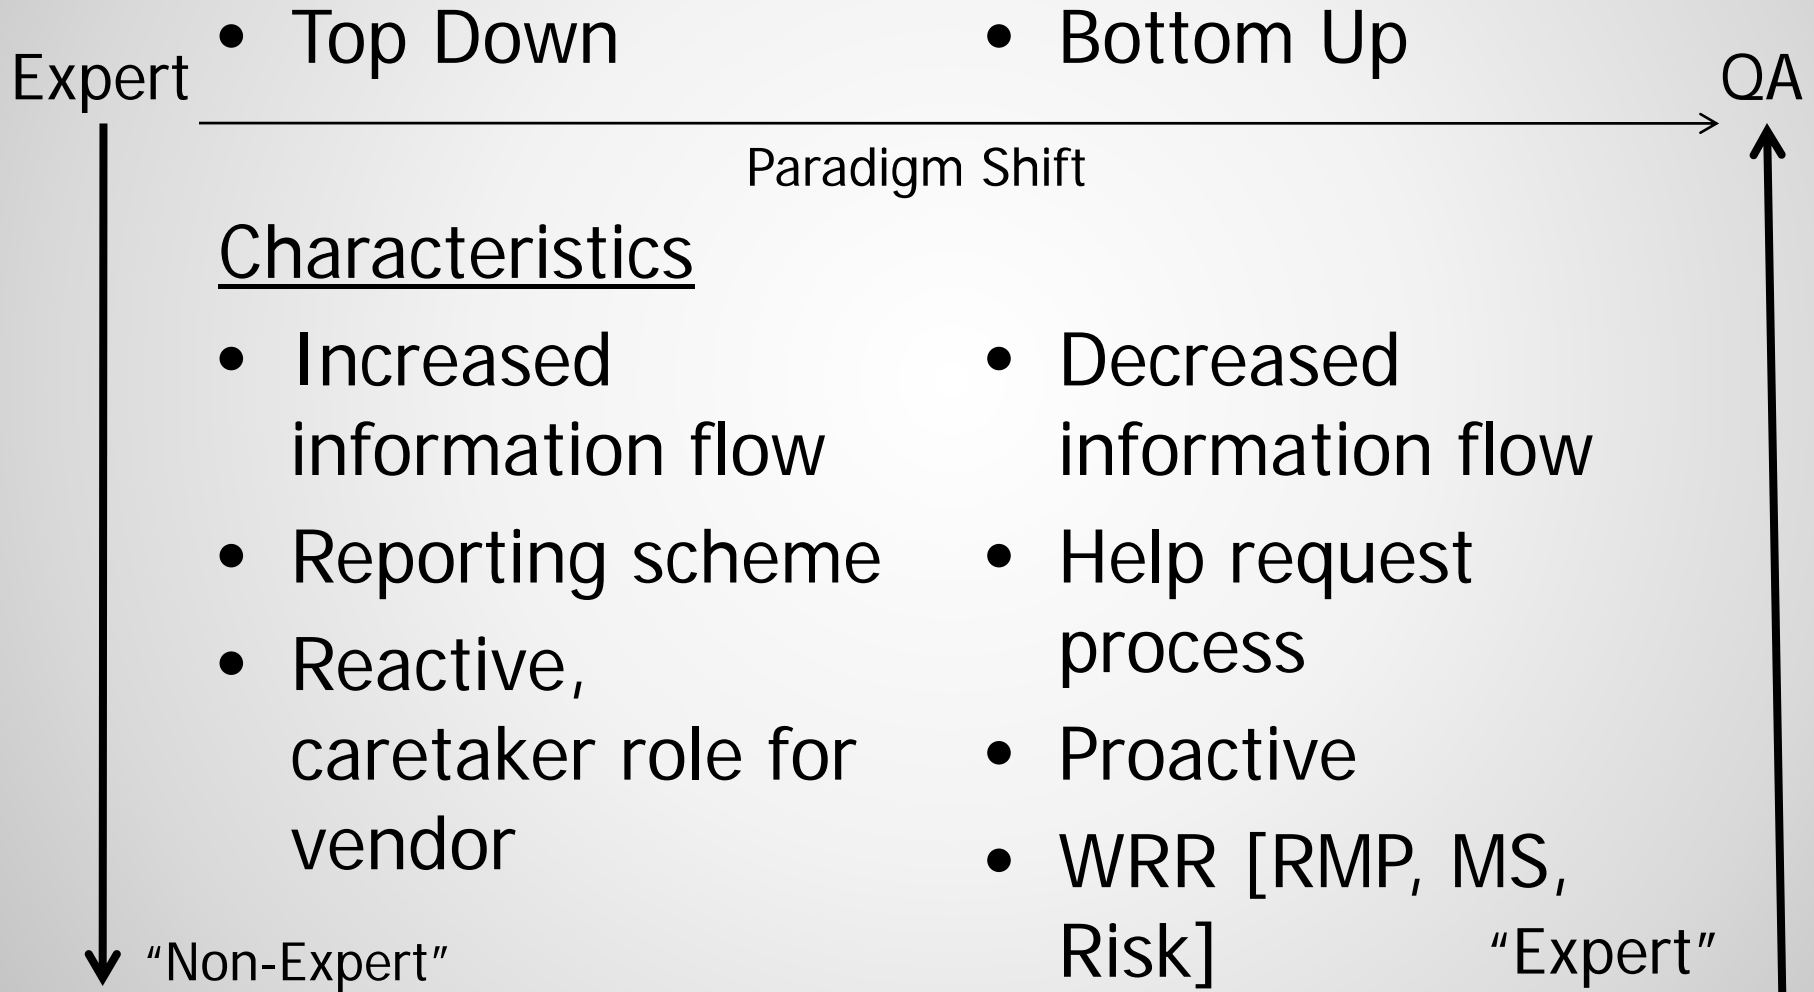 • Top Down
• Bottom Up
Expert
QA
Paradigm Shift
Characteristics
• Increased
information flow
• Reporting scheme
• Reactive,
caretaker role for
vendor
"Non-Expert"
• Decreased
information flow
• Help request
process
• Proactive
• WRR [RMP, MS,
Risk]
"Expert"